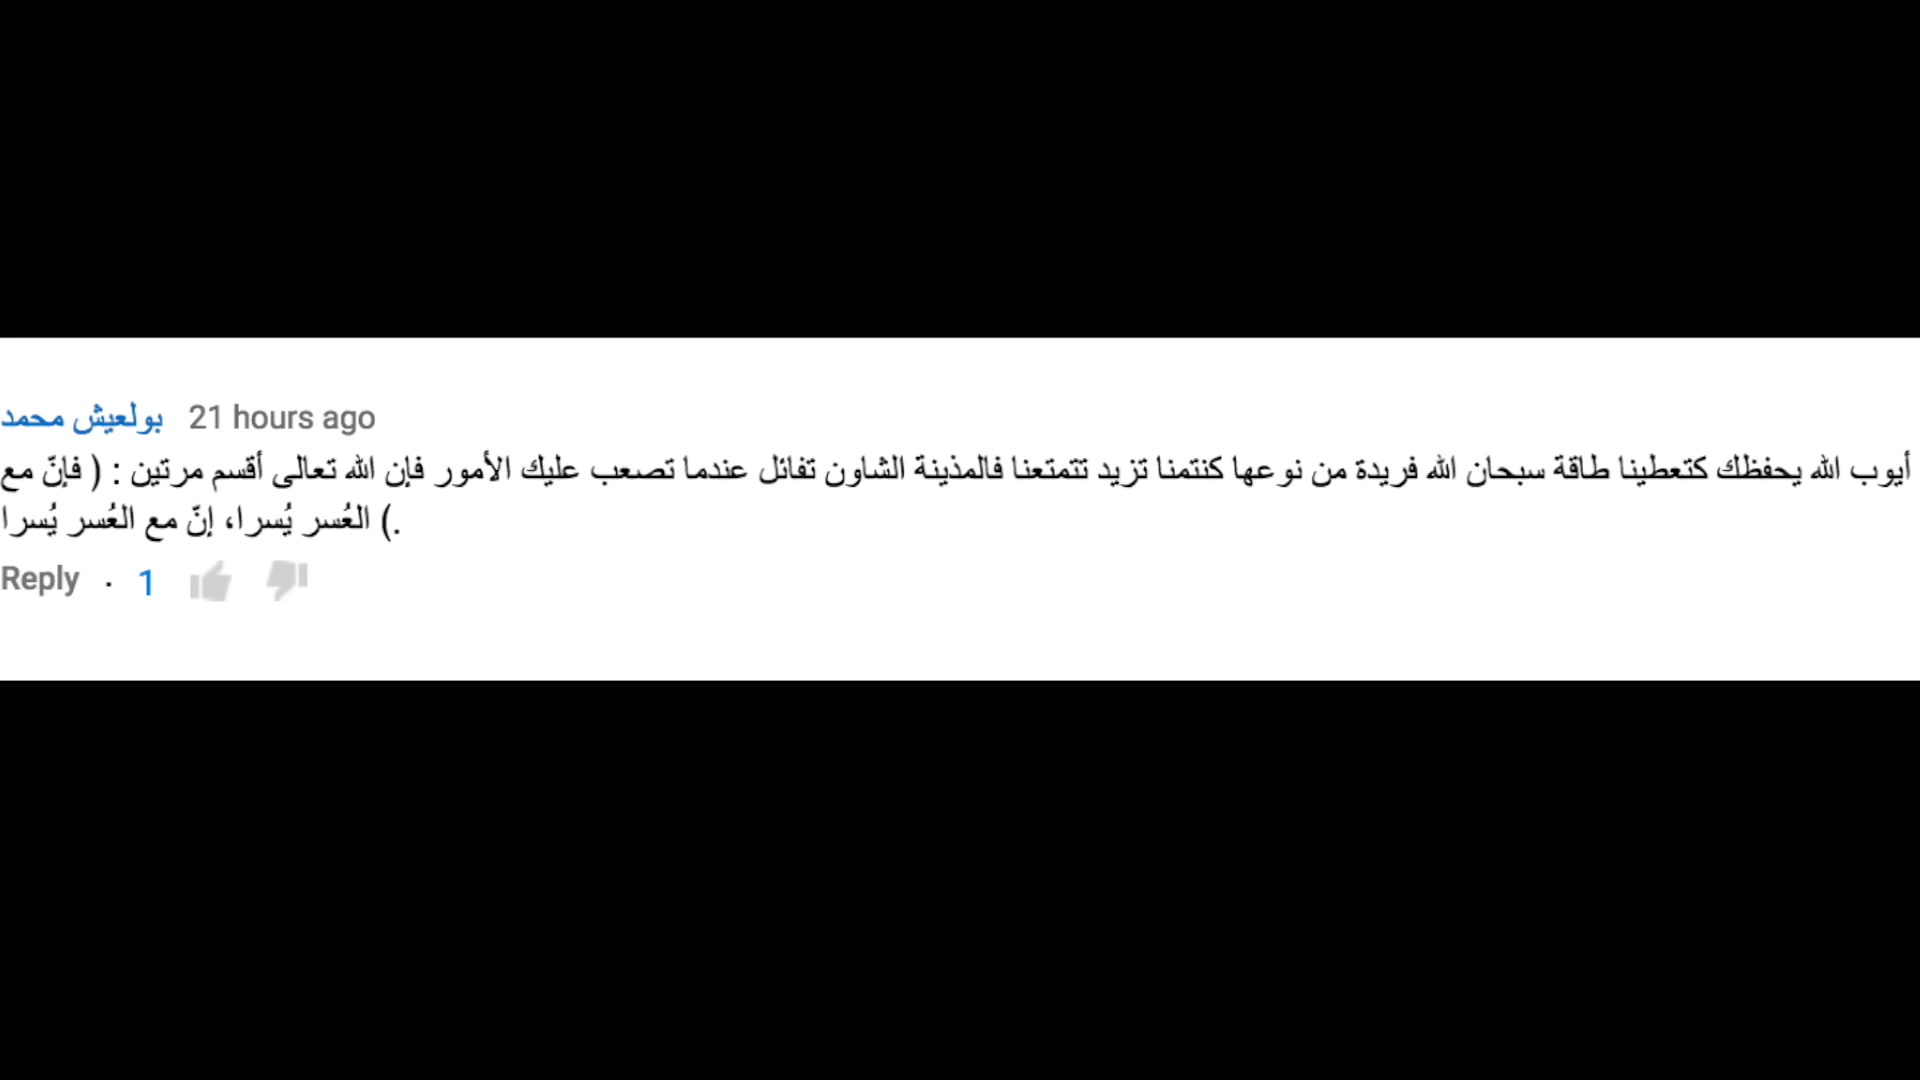 بولعيش محمد 21 hours ago
أيوب الله يحفظك كتعطينا طاقة سبحان الله فريدة من نوعها كنتمنا تزيد تتمتعنا فالمذينة الشاون تفائل عندما تصعب عليك الأمور فإن الله تعالى أقسم مرتين : ( فإنّ مع
العُسر يُسرا، إنّ مع العُسر يُسرا ).
Reply · 1